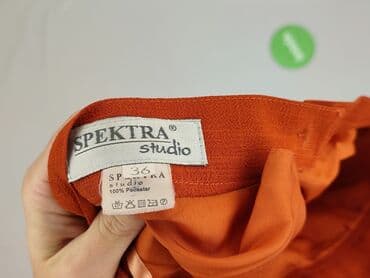 SPEKTRA®
studio
36
SPEKTRA
studio
100% Poliester